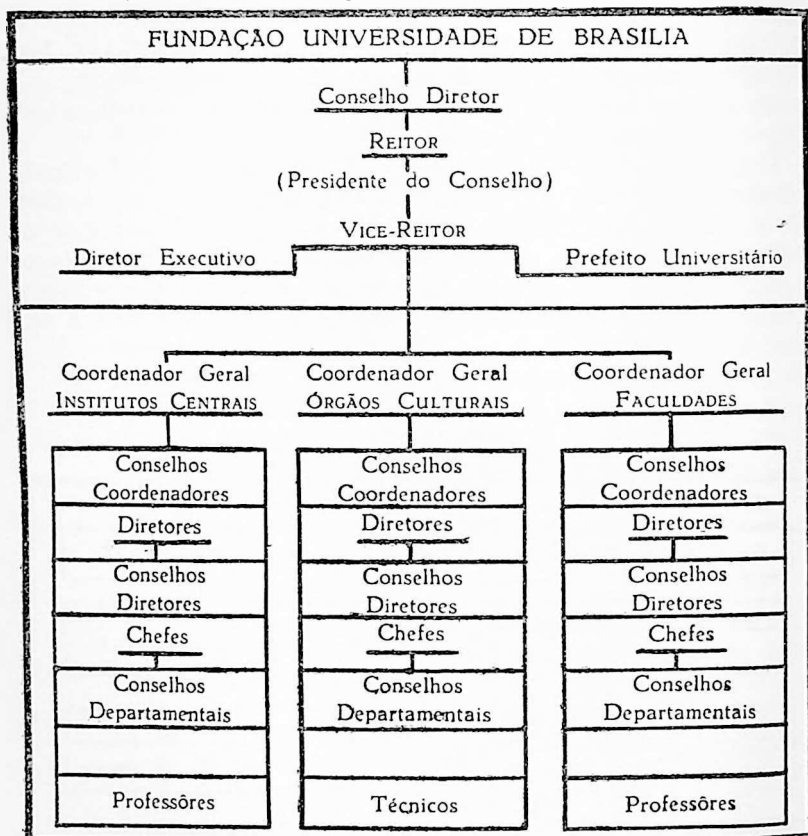 FUNDAÇÃO UNIVERSIDADE DE BRASÍLIA
Conselho Diretor
REITOR
(Presidente do Conselho)
VICE-REITOR
Diretor Executivo
Prefeito Universitário
Coordenador Geral
INSTITUTOS CENTRAIS
Conselhos
Coordenadores
Diretores
Conselhos
Diretores
Chefes
Conselhos
Departamentais
Professôres
Coordenador Geral
ÓRGÃOS CULTURAIS
Conselhos
Coordenadores
Diretores
Conselhos
Diretores
Chefes
Conselhos
Departamentais
Técnicos
Coordenador Geral
FACULDADES
Conselhos
Coordenadores
Diretores
Conselhos
Diretores
Chefes
Conselhos
Departamentais
Professôres